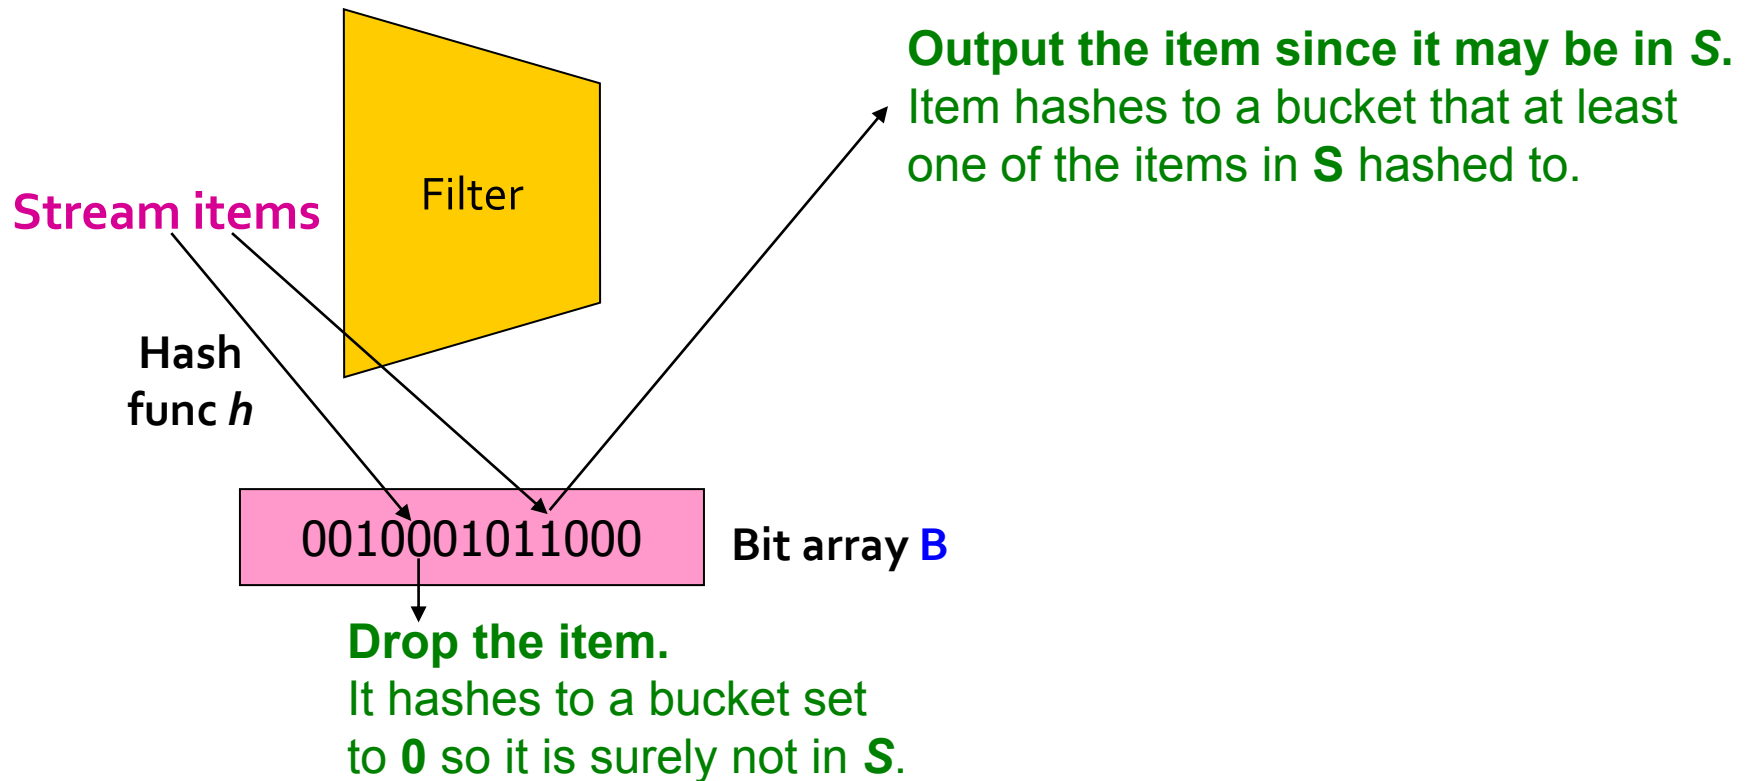 Output the item since it may be in S.
Item hashes to a bucket that at least
one of the items in S hashed to.
Filter
Stream items
Hash
func h
0010001011000
Bit array B
Drop the item.
It hashes to a bucket set
to 0 so it is surely not in S.